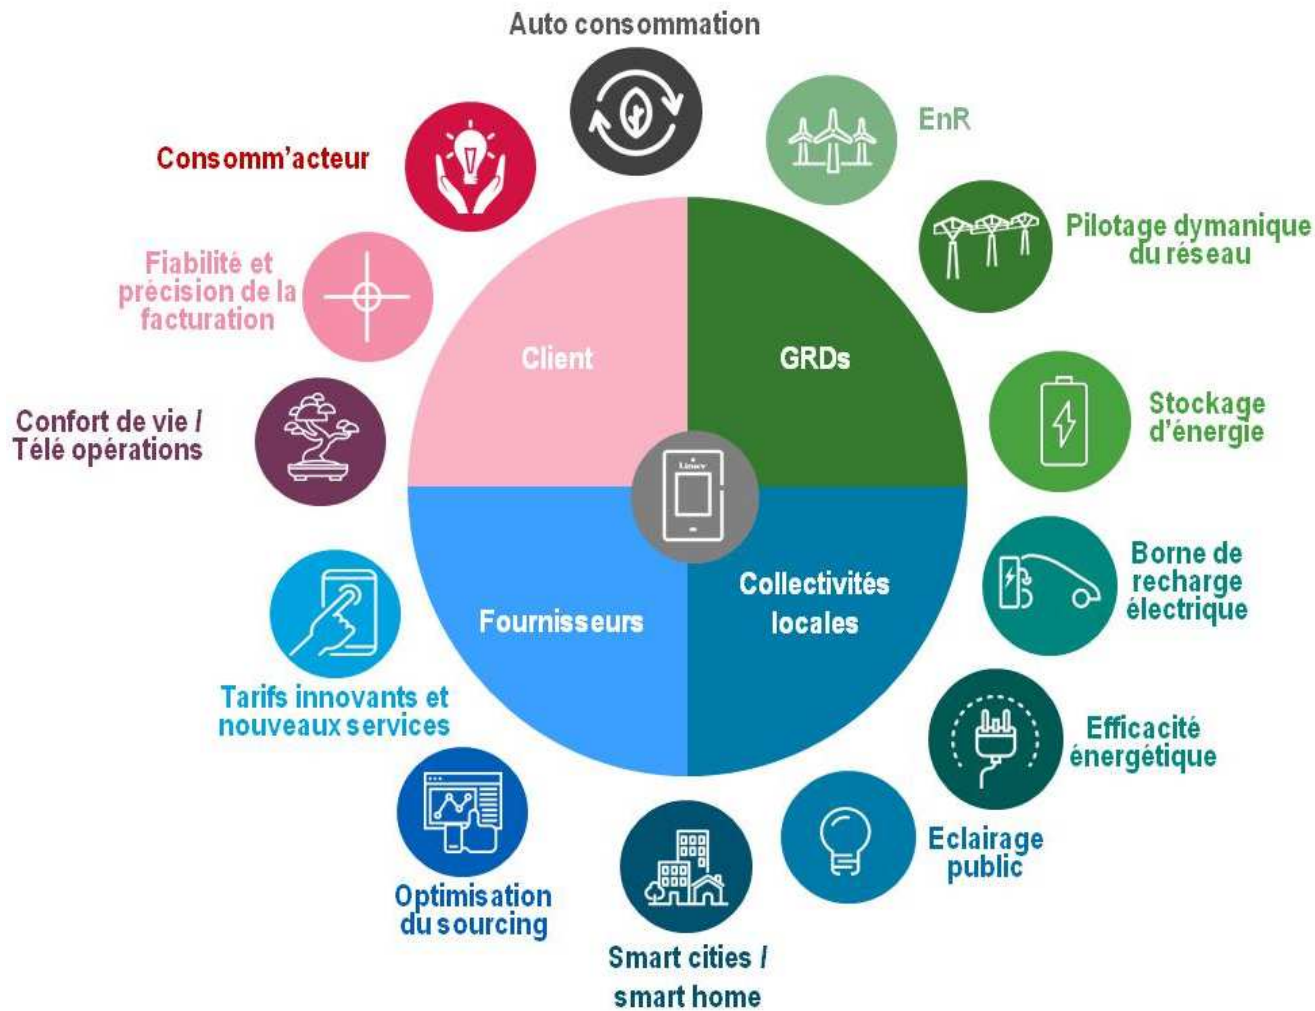 Auto consommation
EnR
Consomm'acteur
Pilotage dymanique
du réseau
Fiabilité et
précision de la
facturation
Client
GRDs
Stockage
d'énergie
Confort de vie /
Télé opérations
Linky
Borne de
recharge
électrique
Collectivités
locales
Fournisseurs
Tarifs innovants et
nouveaux services
Efficacité
énergétique
Eclairage
public
Optimisation
du sourcing
Smart cities /
smart home